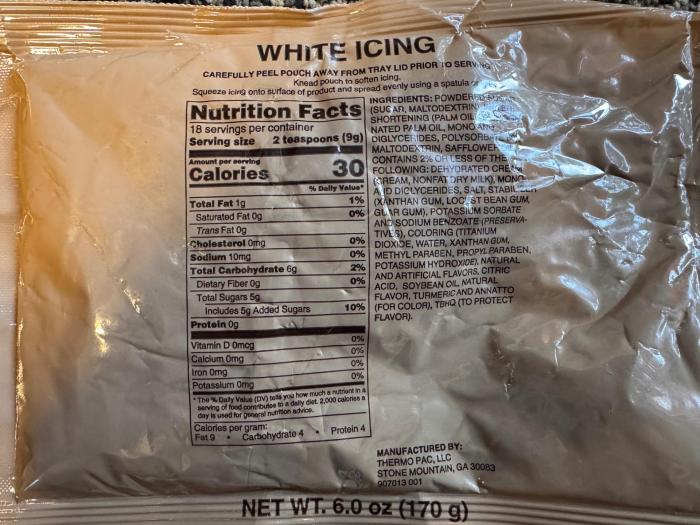 WHITE ICING
CAREFULLY PEEL POUCH AWAY FROM TRAY LID PRIOR TO SERVING
Knead pouch to soften icing.
Squeeze icing onto surface of product and spread evenly using a spatula
Nutrition Facts
18 servings per container
Serving size 2 teaspoons (9g)
Amount per serving
Calories 30
% Daily Value*
Total Fat 1g 1%
Saturated Fat 0g 0%
Trans Fat 0g
Cholesterol 0mg 0%
Sodium 10mg 0%
Total Carbohydrate 6g 2%
Dietary Fiber 0g 0%
Total Sugars 5g
Includes 5g Added Sugars 10%
Protein 0g
Vitamin D 0mcg 0%
Calcium 0mg 0%
Iron 0mg 0%
Potassium 0mg 0%
*The % Daily Value (DV) tells you how much a nutrient in a
serving of food contributes to a daily diet. 2,000 calories a
day is used for general nutrition advice.
Calories per gram:
Fat 9 • Carbohydrate 4 • Protein 4
INGREDIENTS: POWDERED
(SUGAR, MALTODEXTRIN
SHORTENING (PALM OIL
NATED PALM OIL, MONO AND
DIGLYCERIDES, POLYSORBATE
MALTODEXTRIN, SAFFLOWER
CONTAINS 2% OR LESS OF THE
FOLLOWING: DEHYDRATED CREAM
(CREAM, NONFAT DRY MILK), MONO
AND DIGLYCERIDES, SALT, STABILIZER
(XANTHAN GUM, LOCUST BEAN GUM,
GUAR GUM), POTASSIUM SORBATE
AND SODIUM BENZOATE (PRESERVA-
TIVES), COLORING (TITANIUM
DIOXIDE, WATER, XANTHAN GUM,
METHYL PARABEN, PROPYL PARABEN,
POTASSIUM HYDROXIDE), NATURAL
AND ARTIFICIAL FLAVORS, CITRIC
ACID, SOYBEAN OIL, NATURAL
FLAVOR, TURMERIC AND ANNATTO
(FOR COLOR), TBHQ (TO PROTECT
FLAVOR).
MANUFACTURED BY:
THERMO PAC, LLC
STONE MOUNTAIN, GA 30083
907013 001
NET WT. 6.0 oz (170 g)